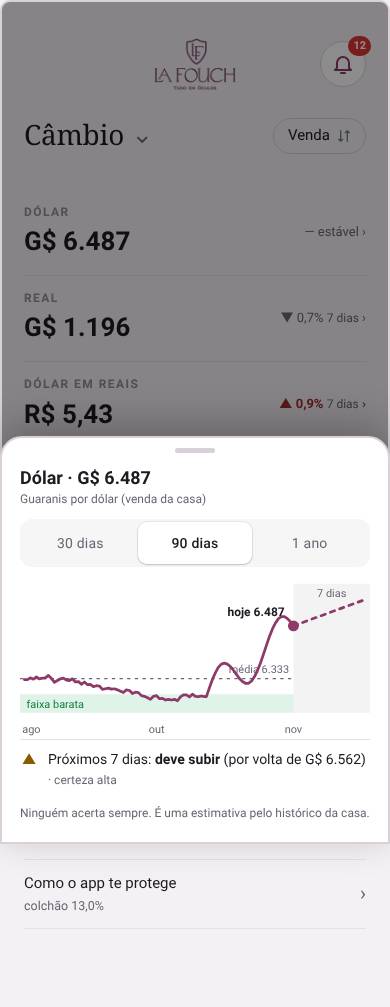 12
LF
LA FOUCH
TUDO EM ÓCULOS
Câmbio
Venda
DÓLAR
G$ 6.487
— estável ›
REAL
G$ 1.196
▼ 0,7% 7 dias ›
DÓLAR EM REAIS
R$ 5,43
▲ 0,9% 7 dias ›
Dólar · G$ 6.487
Guaranis por dólar (venda da casa)
30 dias
90 dias
1 ano
7 dias
hoje 6.487
média 6.333
faixa barata
ago
out
nov
Próximos 7 dias: deve subir (por volta de G$ 6.562)
· certeza alta
Ninguém acerta sempre. É uma estimativa pelo histórico da casa.
Como o app te protege
colchão 13,0%